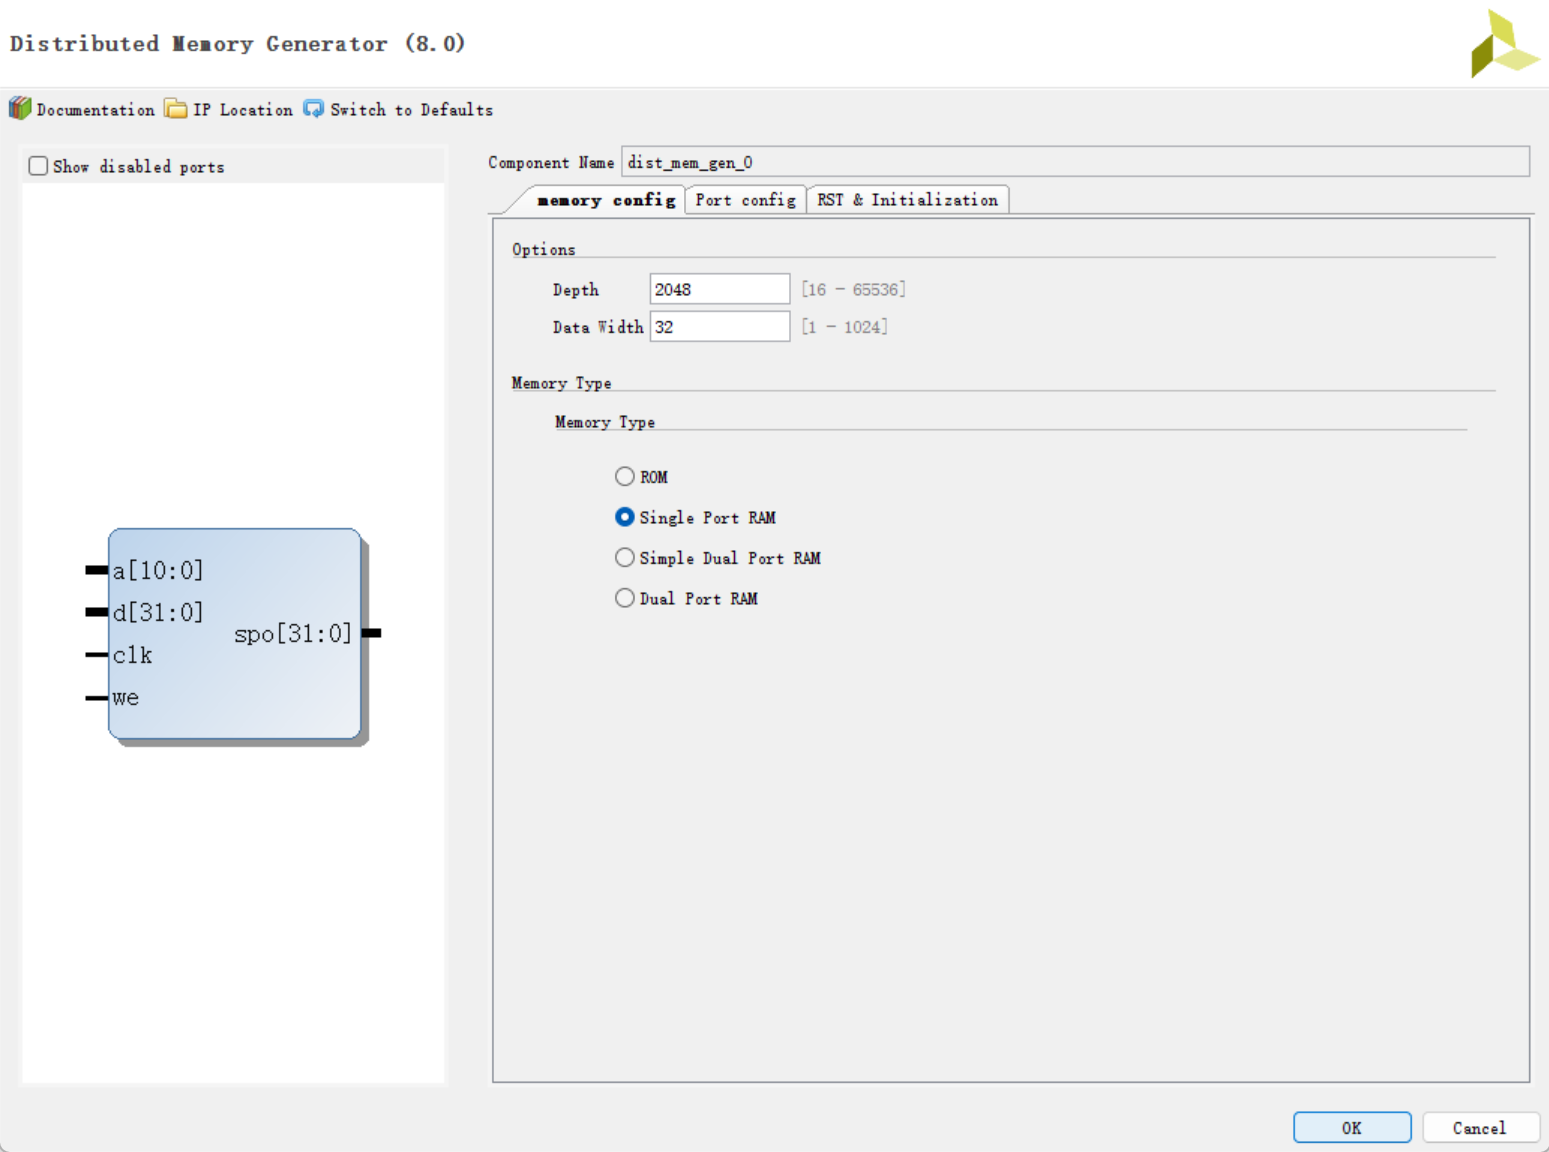 Distributed Memory Generator (8.0)
Documentation IP Location Switch to Defaults
Show disabled ports
a[10:0]
d[31:0]
clk
we
spo[31:0]
Component Name dist_mem_gen_0
memory config Port config RST & Initialization
Options
Depth 2048 [16 - 65536]
Data Width 32 [1 - 1024]
Memory Type
Memory Type
ROM
Single Port RAM
Simple Dual Port RAM
Dual Port RAM
OK Cancel